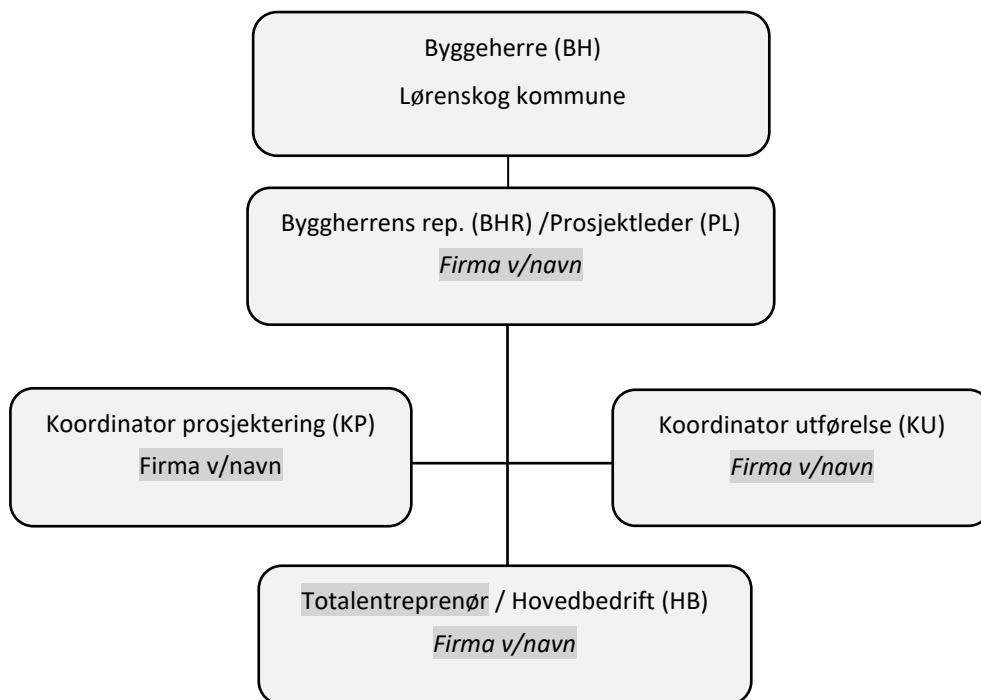 Byggeherre (BH)
Lørenskog kommune
Byggherrens rep. (BHR) /Prosjektleder (PL)
Firma v/navn
Koordinator prosjektering (KP)
Firma v/navn
Koordinator utførelse (KU)
Firma v/navn
Totalentreprenør / Hovedbedrift (HB)
Firma v/navn